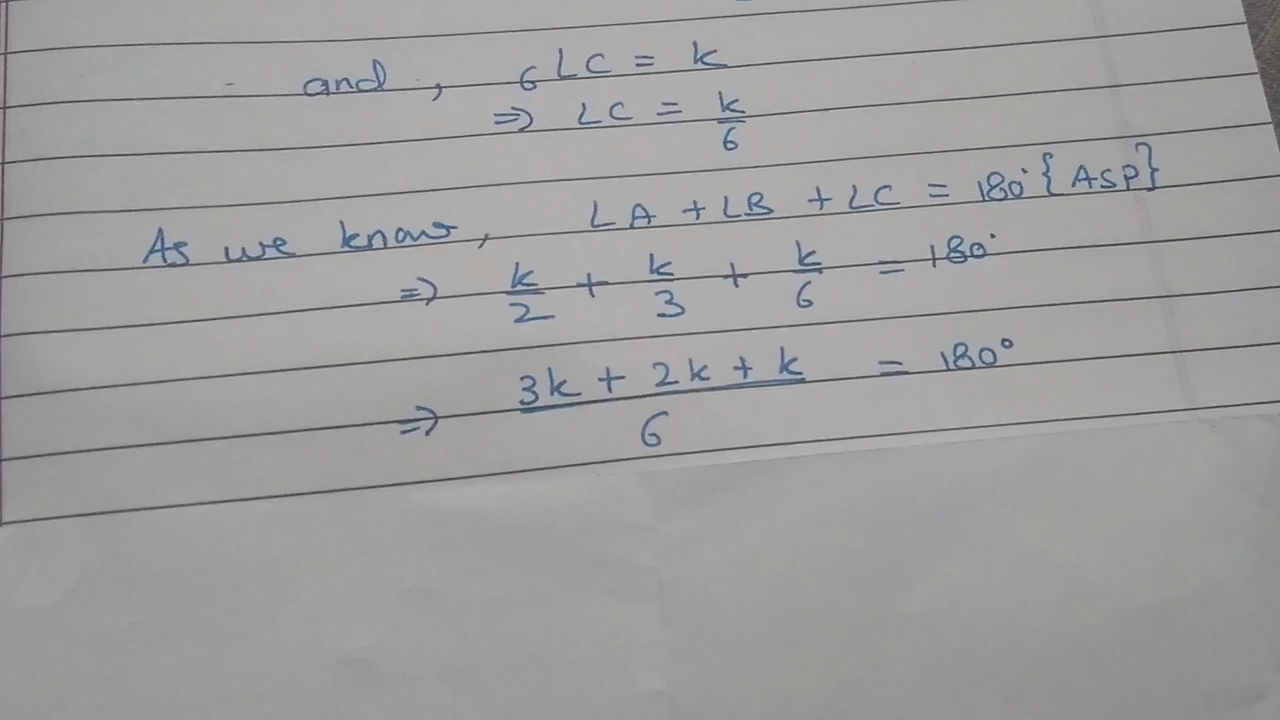 and, 6∠C = k
⇒ ∠C = k/6
As we know, ∠A + ∠B + ∠C = 180° {ASP}
⇒ k/2 + k/3 + k/6 = 180°
⇒ (3k + 2k + k)/6 = 180°